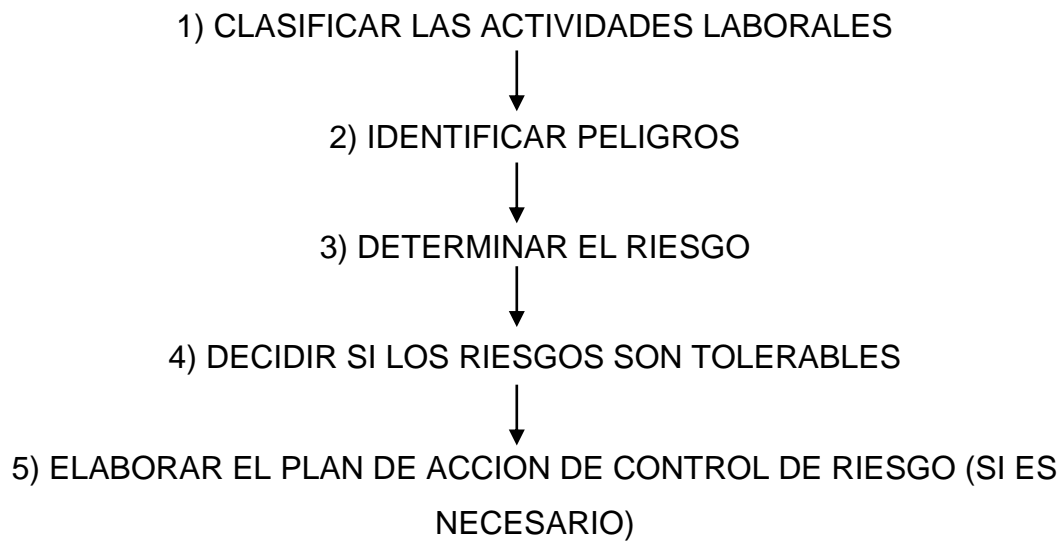 1) CLASIFICAR LAS ACTIVIDADES LABORALES
2) IDENTIFICAR PELIGROS
3) DETERMINAR EL RIESGO
4) DECIDIR SI LOS RIESGOS SON TOLERABLES
5) ELABORAR EL PLAN DE ACCION DE CONTROL DE RIESGO (SI ES
NECESARIO)